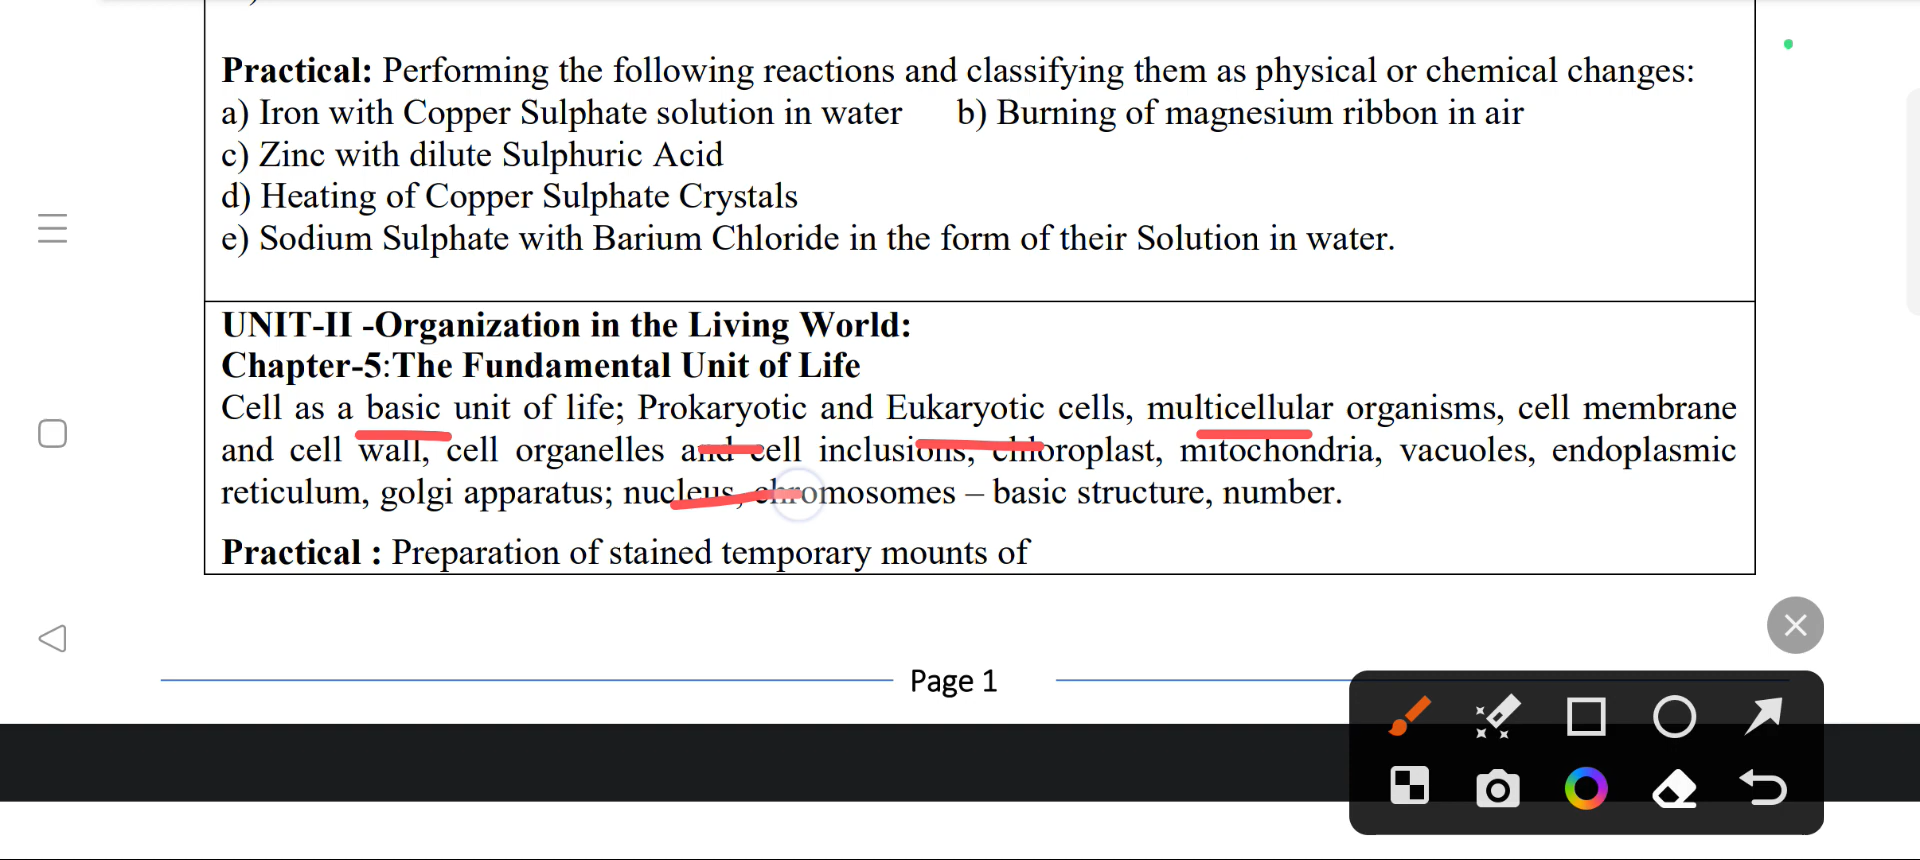 Practical: Performing the following reactions and classifying them as physical or chemical changes:
a) Iron with Copper Sulphate solution in water b) Burning of magnesium ribbon in air
c) Zinc with dilute Sulphuric Acid
d) Heating of Copper Sulphate Crystals
e) Sodium Sulphate with Barium Chloride in the form of their Solution in water.
UNIT-II -Organization in the Living World:
Chapter-5:The Fundamental Unit of Life
Cell as a basic unit of life; Prokaryotic and Eukaryotic cells, multicellular organisms, cell membrane
and cell wall, cell organelles and cell inclusions, chloroplast, mitochondria, vacuoles, endoplasmic
reticulum, golgi apparatus; nucleus, chromosomes – basic structure, number.
Practical : Preparation of stained temporary mounts of
Page 1